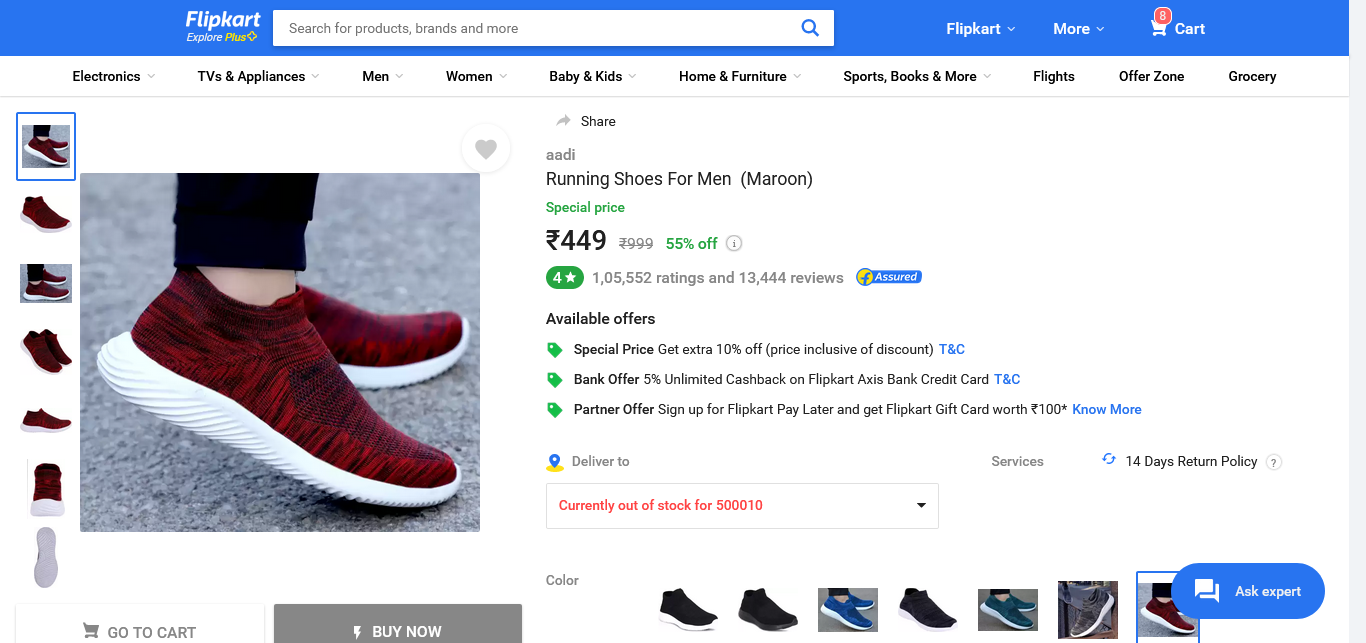 Flipkart
Explore Plus
Search for products, brands and more
Flipkart
More
8
Cart
Electronics
TVs & Appliances
Men
Women
Baby & Kids
Home & Furniture
Sports, Books & More
Flights
Offer Zone
Grocery
Share
aadi
Running Shoes For Men (Maroon)
Special price
₹449 ₹999 55% off i
4 1,05,552 ratings and 13,444 reviews f Assured
Available offers
Special Price Get extra 10% off (price inclusive of discount) T&C
Bank Offer 5% Unlimited Cashback on Flipkart Axis Bank Credit Card T&C
Partner Offer Sign up for Flipkart Pay Later and get Flipkart Gift Card worth ₹100* Know More
Deliver to
Services
14 Days Return Policy ?
Currently out of stock for 500010
Color
Ask expert
GO TO CART
BUY NOW